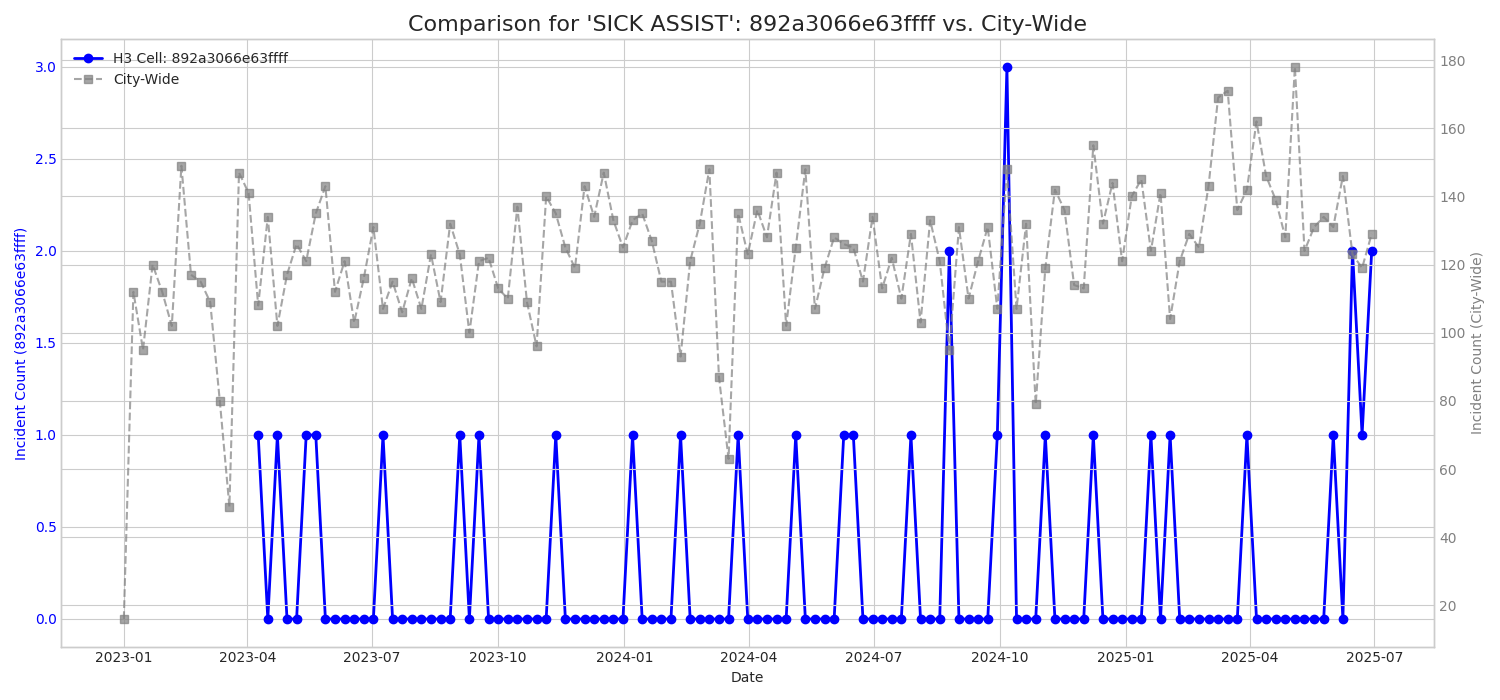 Comparison for 'SICK ASSIST': 892a3066e63ffff vs. City-Wide
H3 Cell: 892a3066e63ffff
City-Wide
Incident Count (892a3066e63ffff)
3.0
2.5
2.0
1.5
1.0
0.5
0.0
180
160
140
120
100
80
60
40
20
Incident Count (City-Wide)
2023-01 2023-04 2023-07 2023-10 2024-01 2024-04 2024-07 2024-10 2025-01 2025-04 2025-07
Date